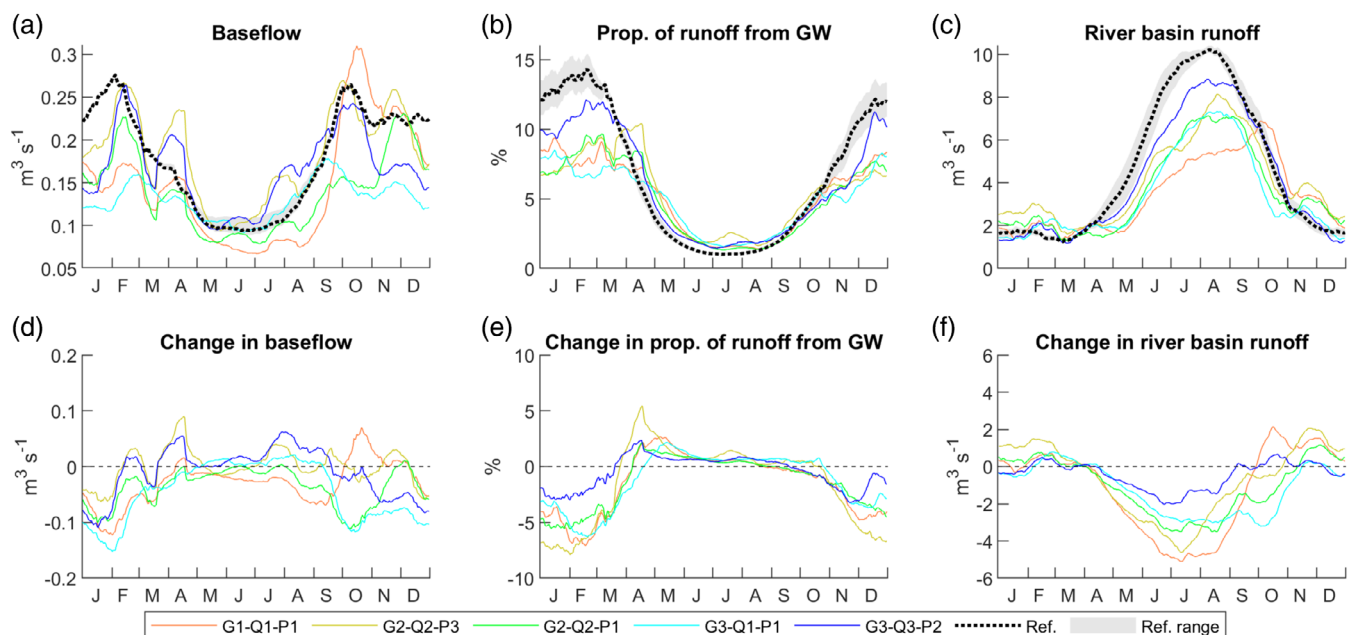 (a) Baseflow
(b) Prop. of runoff from GW
(c) River basin runoff
m³ s⁻¹
0.3
0.25
0.2
0.15
0.1
0.05
J F M A M J J A S O N D
%
15
10
5
0
J F M A M J J A S O N D
m³ s⁻¹
10
8
6
4
2
0
J F M A M J J A S O N D
(d) Change in baseflow
(e) Change in prop. of runoff from GW
(f) Change in river basin runoff
m³ s⁻¹
0.2
0.1
0
-0.1
-0.2
J F M A M J J A S O N D
%
10
5
0
-5
-10
J F M A M J J A S O N D
m³ s⁻¹
6
4
2
0
-2
-4
-6
J F M A M J J A S O N D
G1-Q1-P1 G2-Q2-P3 G2-Q2-P1 G3-Q1-P1 G3-Q3-P2 Ref. Ref. range